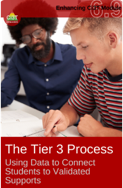 The Tier 3 Process
Using Data to Connect
Students to Validated
Supports